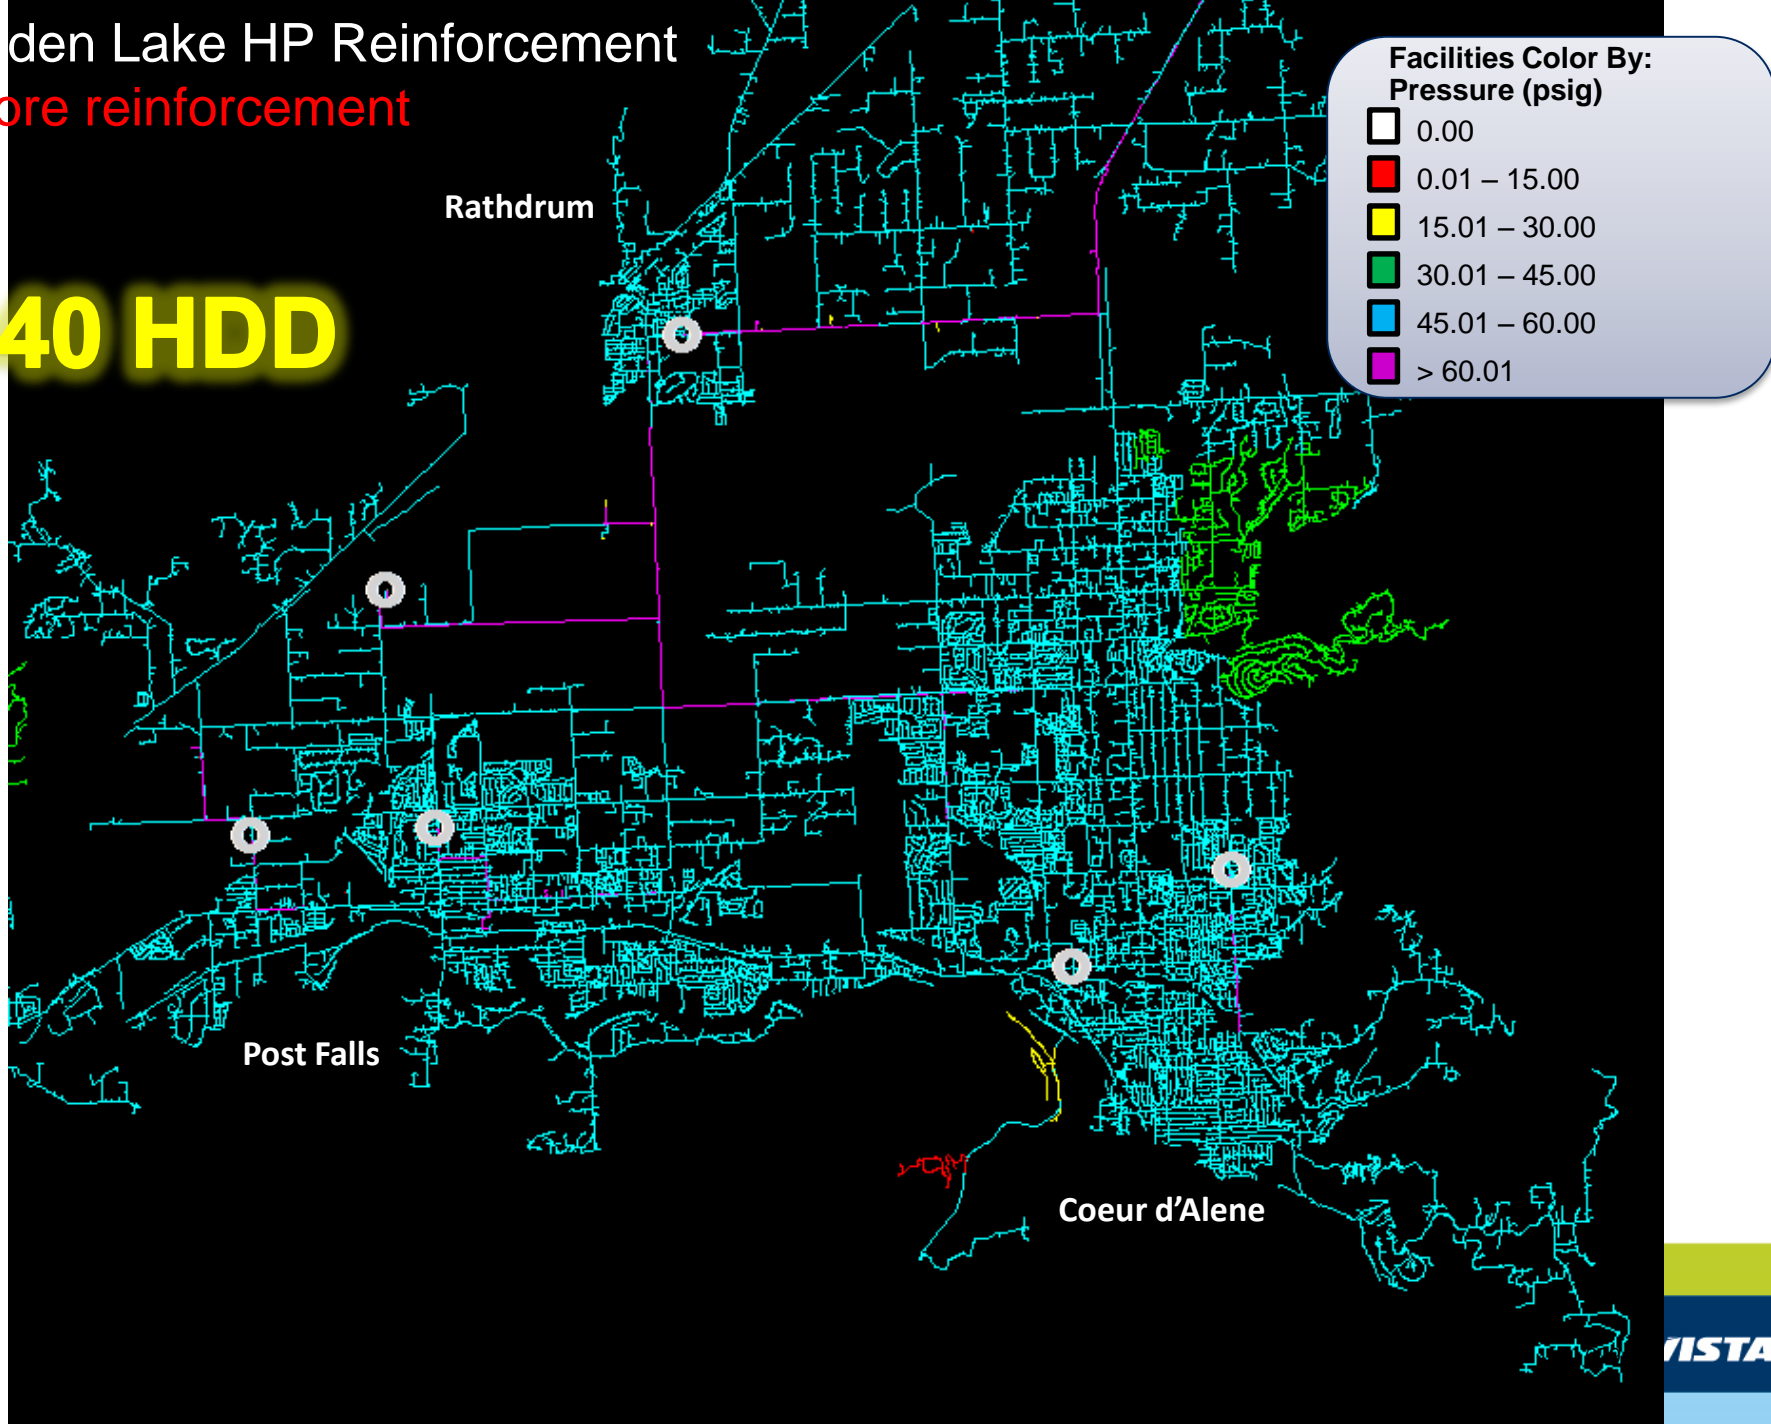 den Lake HP Reinforcement
ore reinforcement
Facilities Color By:
Pressure (psig)
0.00
0.01 – 15.00
15.01 – 30.00
30.01 – 45.00
45.01 – 60.00
> 60.01
Rathdrum
40 HDD
Post Falls
Coeur d'Alene
VISTA